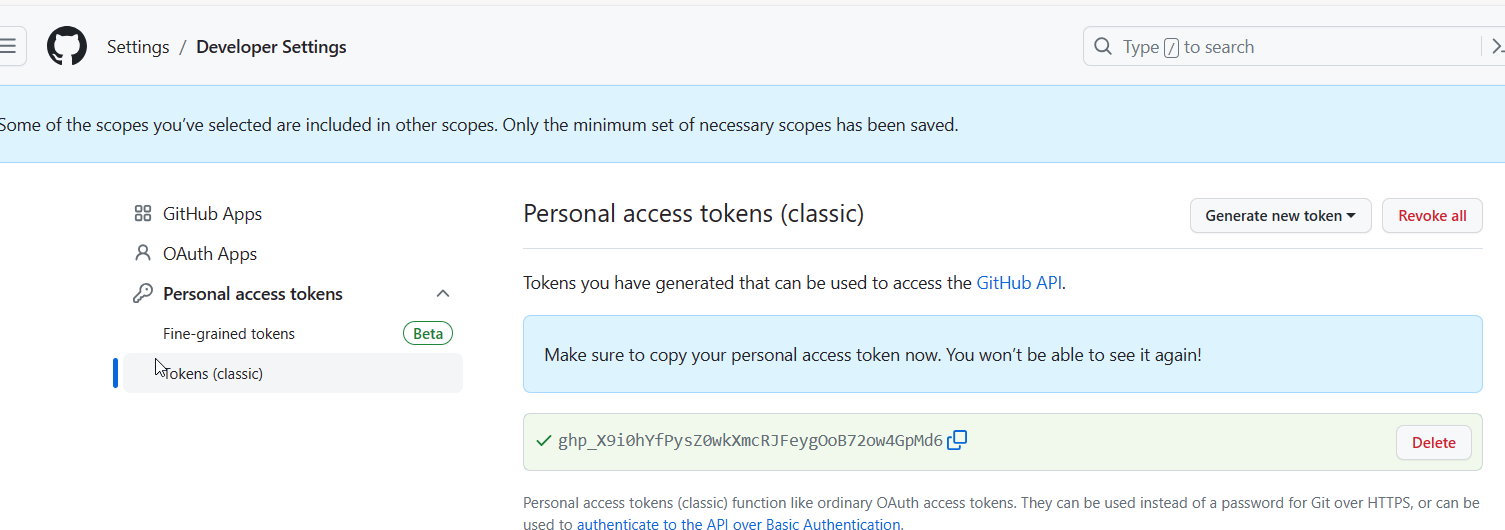 Settings / Developer Settings
Type / to search
Some of the scopes you've selected are included in other scopes. Only the minimum set of necessary scopes has been saved.
GitHub Apps
OAuth Apps
Personal access tokens
Fine-grained tokens Beta
Tokens (classic)
Personal access tokens (classic)
Generate new token
Revoke all
Tokens you have generated that can be used to access the GitHub API.
Make sure to copy your personal access token now. You won't be able to see it again!
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
Delete
Personal access tokens (classic) function like ordinary OAuth access tokens. They can be used instead of a password for Git over HTTPS, or can be
used to authenticate to the API over Basic Authentication.